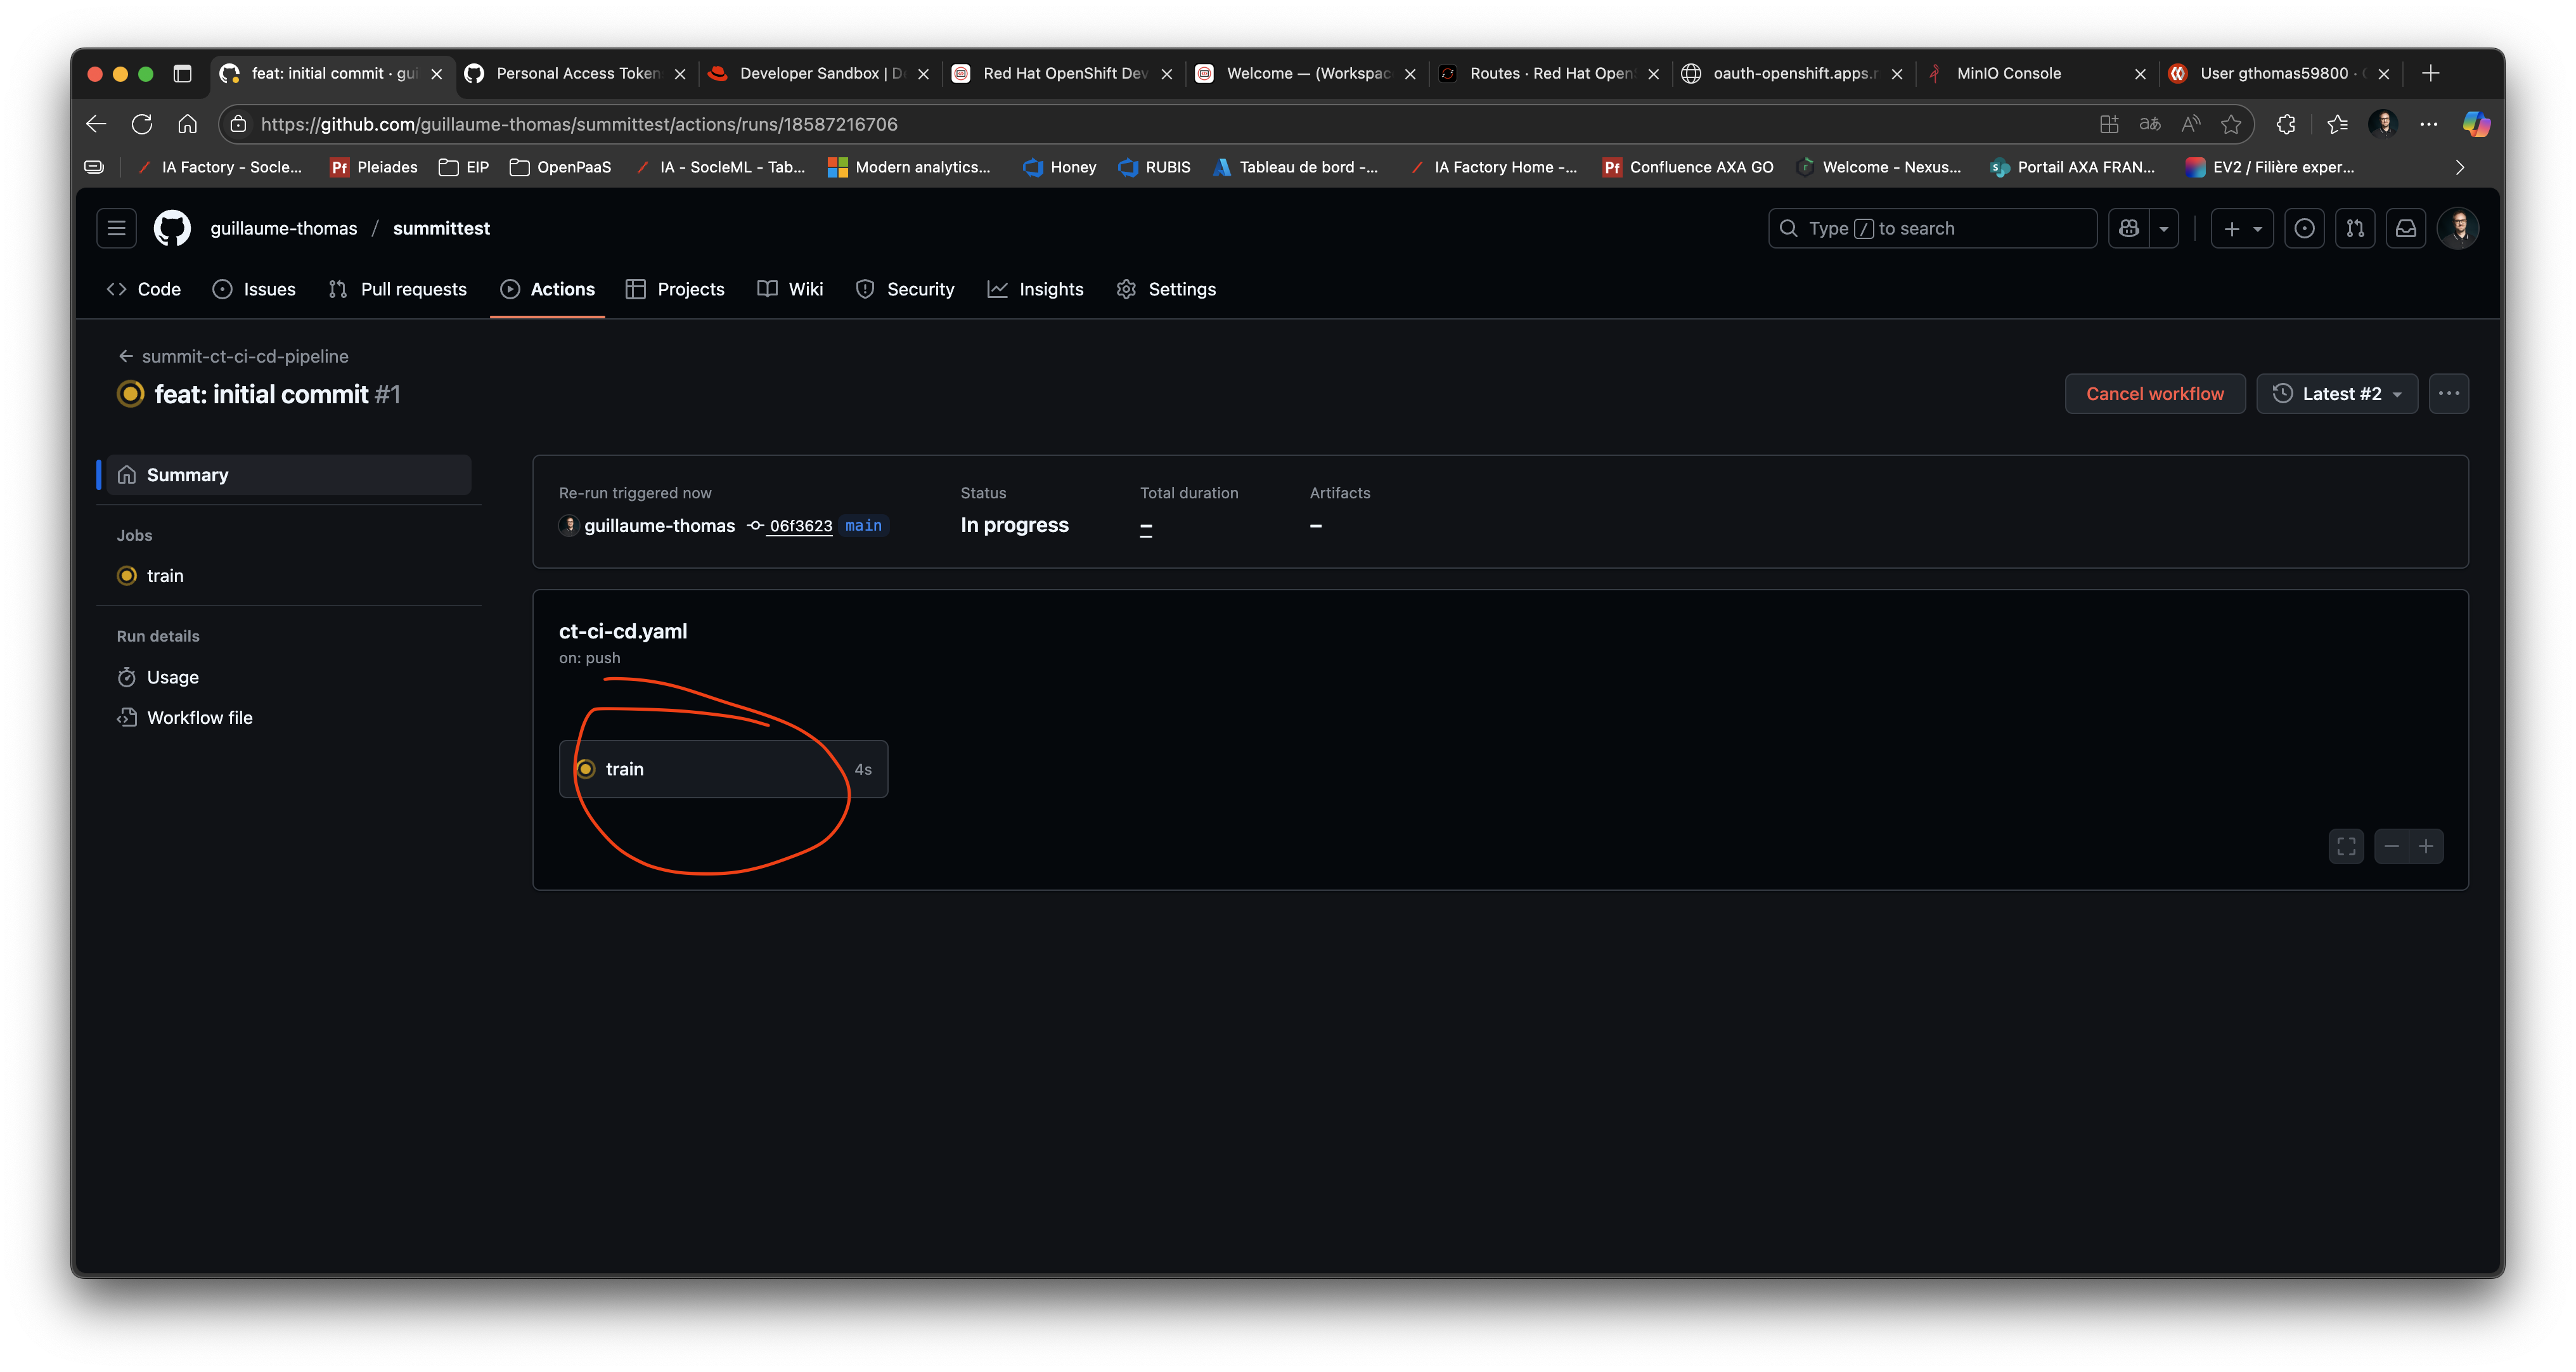 feat: initial commit · gui
Personal Access Token
Developer Sandbox | D
Red Hat OpenShift Dev
Welcome — (Workspac
Routes · Red Hat Open
oauth-openshift.apps.r
MinIO Console
User gthomas59800 ·
https://github.com/guillaume-thomas/summittest/actions/runs/18587216706
IA Factory - Socle...
Pleiades
EIP
OpenPaaS
IA - SocleML - Tab...
Modern analytics...
Honey
RUBIS
Tableau de bord -...
IA Factory Home -...
Confluence AXA GO
Welcome - Nexus...
Portail AXA FRAN...
EV2 / Filière exper...
guillaume-thomas / summittest
Type / to search
Code
Issues
Pull requests
Actions
Projects
Wiki
Security
Insights
Settings
summit-ct-ci-cd-pipeline
feat: initial commit #1
Cancel workflow
Latest #2
Summary
Jobs
train
Run details
Usage
Workflow file
Re-run triggered now
guillaume-thomas 06f3623 main
Status
In progress
Total duration
–
Artifacts
–
ct-ci-cd.yaml
on: push
train 4s